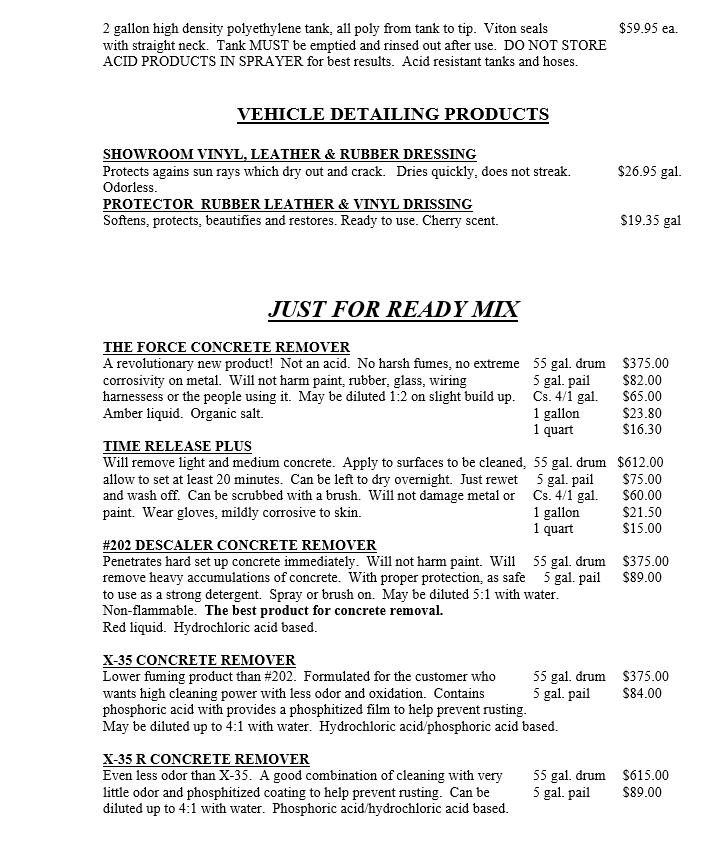 2 gallon high density polyethylene tank, all poly from tank to tip. Viton seals $59.95 ea.
with straight neck. Tank MUST be emptied and rinsed out after use. DO NOT STORE
ACID PRODUCTS IN SPRAYER for best results. Acid resistant tanks and hoses.
VEHICLE DETAILING PRODUCTS
SHOWROOM VINYL, LEATHER & RUBBER DRESSING
Protects agains sun rays which dry out and crack. Dries quickly, does not streak. $26.95 gal.
Odorless.
PROTECTOR RUBBER LEATHER & VINYL DRISSING
Softens, protects, beautifies and restores. Ready to use. Cherry scent. $19.35 gal
JUST FOR READY MIX
THE FORCE CONCRETE REMOVER
A revolutionary new product! Not an acid. No harsh fumes, no extreme 55 gal. drum $375.00
corrosivity on metal. Will not harm paint, rubber, glass, wiring 5 gal. pail $82.00
harnessess or the people using it. May be diluted 1:2 on slight build up. Cs. 4/1 gal. $65.00
Amber liquid. Organic salt. 1 gallon $23.80
1 quart $16.30
TIME RELEASE PLUS
Will remove light and medium concrete. Apply to surfaces to be cleaned, 55 gal. drum $612.00
allow to set at least 20 minutes. Can be left to dry overnight. Just rewet 5 gal. pail $75.00
and wash off. Can be scrubbed with a brush. Will not damage metal or Cs. 4/1 gal. $60.00
paint. Wear gloves, mildly corrosive to skin. 1 gallon $21.50
1 quart $15.00
#202 DESCALER CONCRETE REMOVER
Penetrates hard set up concrete immediately. Will not harm paint. Will 55 gal. drum $375.00
remove heavy accumulations of concrete. With proper protection, as safe 5 gal. pail $89.00
to use as a strong detergent. Spray or brush on. May be diluted 5:1 with water.
Non-flammable. The best product for concrete removal.
Red liquid. Hydrochloric acid based.
X-35 CONCRETE REMOVER
Lower fuming product than #202. Formulated for the customer who 55 gal. drum $375.00
wants high cleaning power with less odor and oxidation. Contains 5 gal. pail $84.00
phosphoric acid with provides a phosphitized film to help prevent rusting.
May be diluted up to 4:1 with water. Hydrochloric acid/phosphoric acid based.
X-35 R CONCRETE REMOVER
Even less odor than X-35. A good combination of cleaning with very 55 gal. drum $615.00
little odor and phosphitized coating to help prevent rusting. Can be 5 gal. pail $89.00
diluted up to 4:1 with water. Phosphoric acid/hydrochloric acid based.